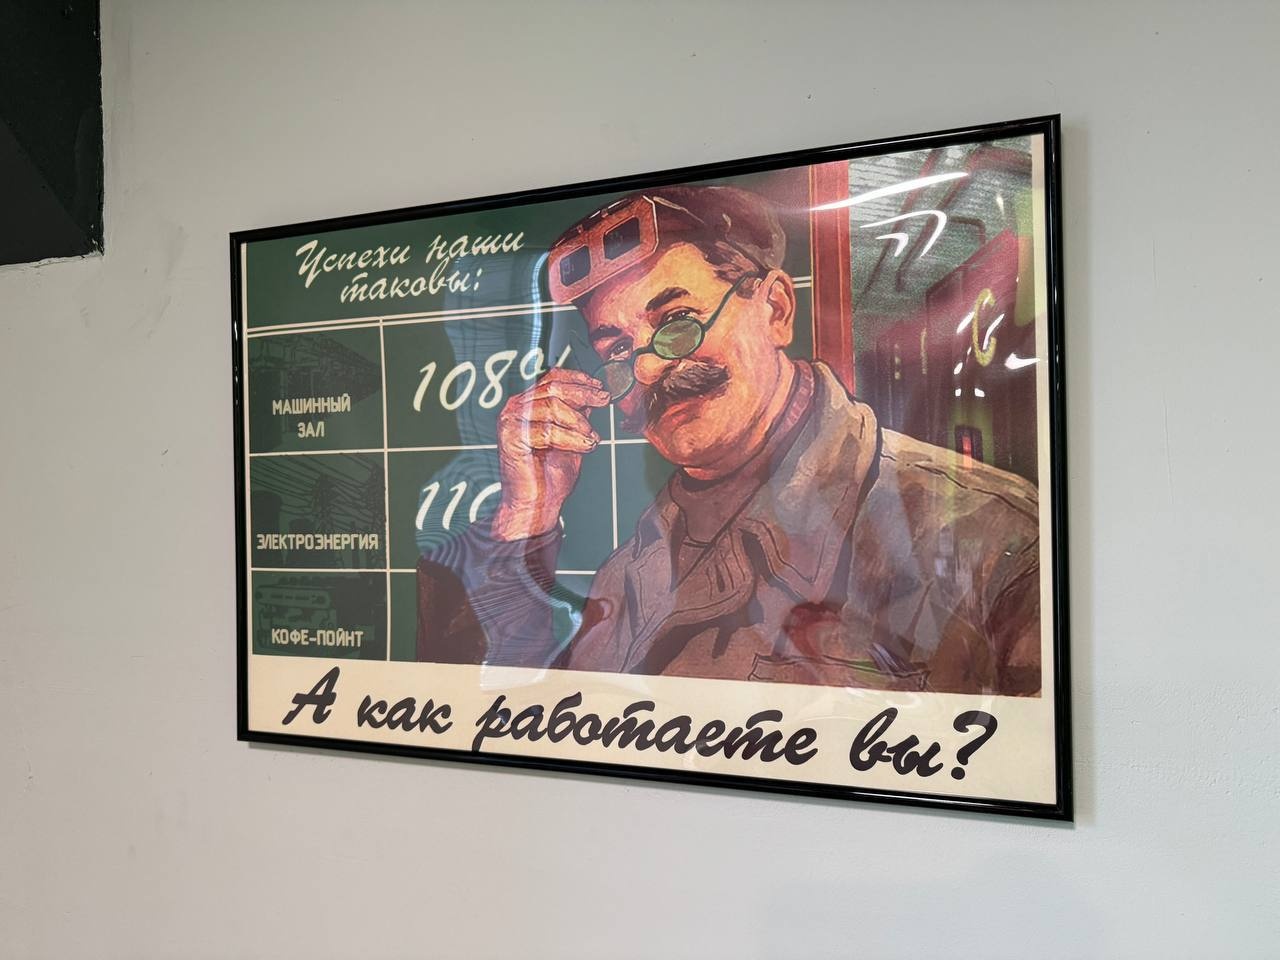 Успехи наши
таковы:
МАШИННЫЙ
ЗАЛ
108%
ЭЛЕКТРОЭНЕРГИЯ
КОФЕ-ПОЙНТ
А как работаете вы?